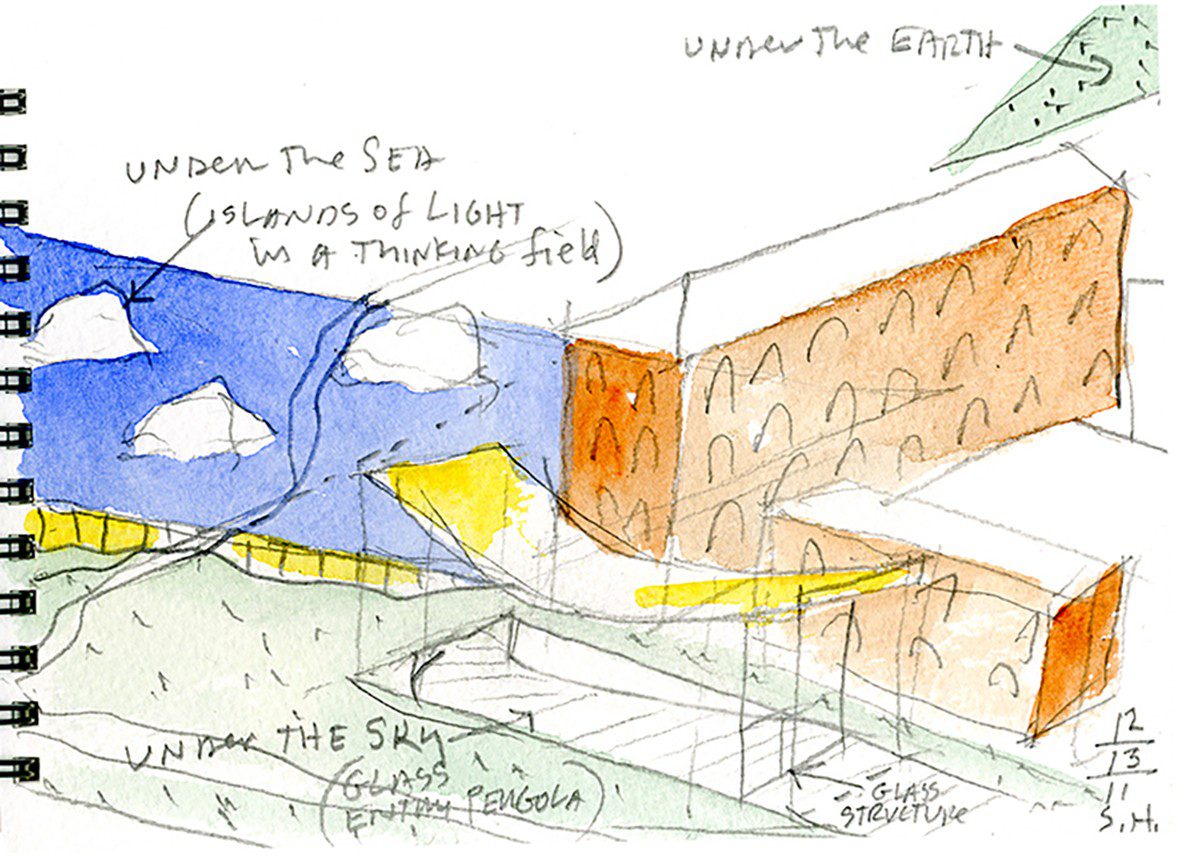 UNDER The EARTH
UNDER The SEA
(ISLANDS of LIGHT
IN A THINKING field)
UNDER THE SKY
(GLASS
ENTRY PERGOLA)
GLASS
STRUCTURE
12
13
11
S.H.